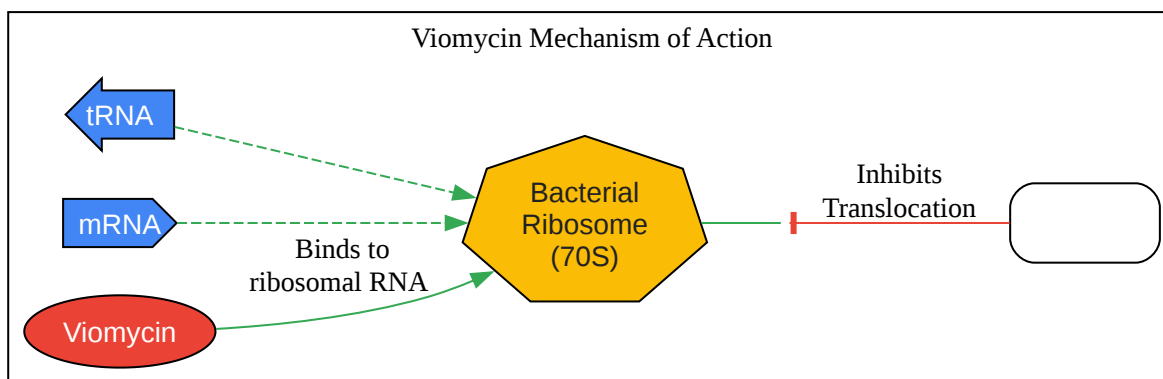 Viomycin Mechanism of Action
tRNA
mRNA
Binds to
ribosomal RNA
Viomycin
Bacterial
Ribosome
(70S)
Inhibits
Translocation